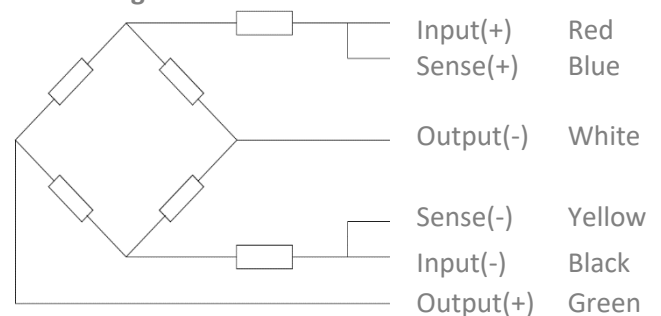 Input(+) Red
Sense(+) Blue
Output(-) White
Sense(-) Yellow
Input(-) Black
Output(+) Green